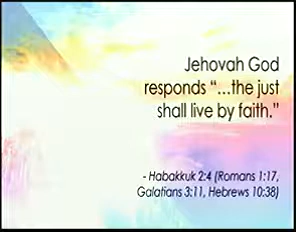 Jehovah God
responds “...the just
shall live by faith.”
- Habakkuk 2:4 (Romans 1:17,
Galatians 3:11, Hebrews 10:38)